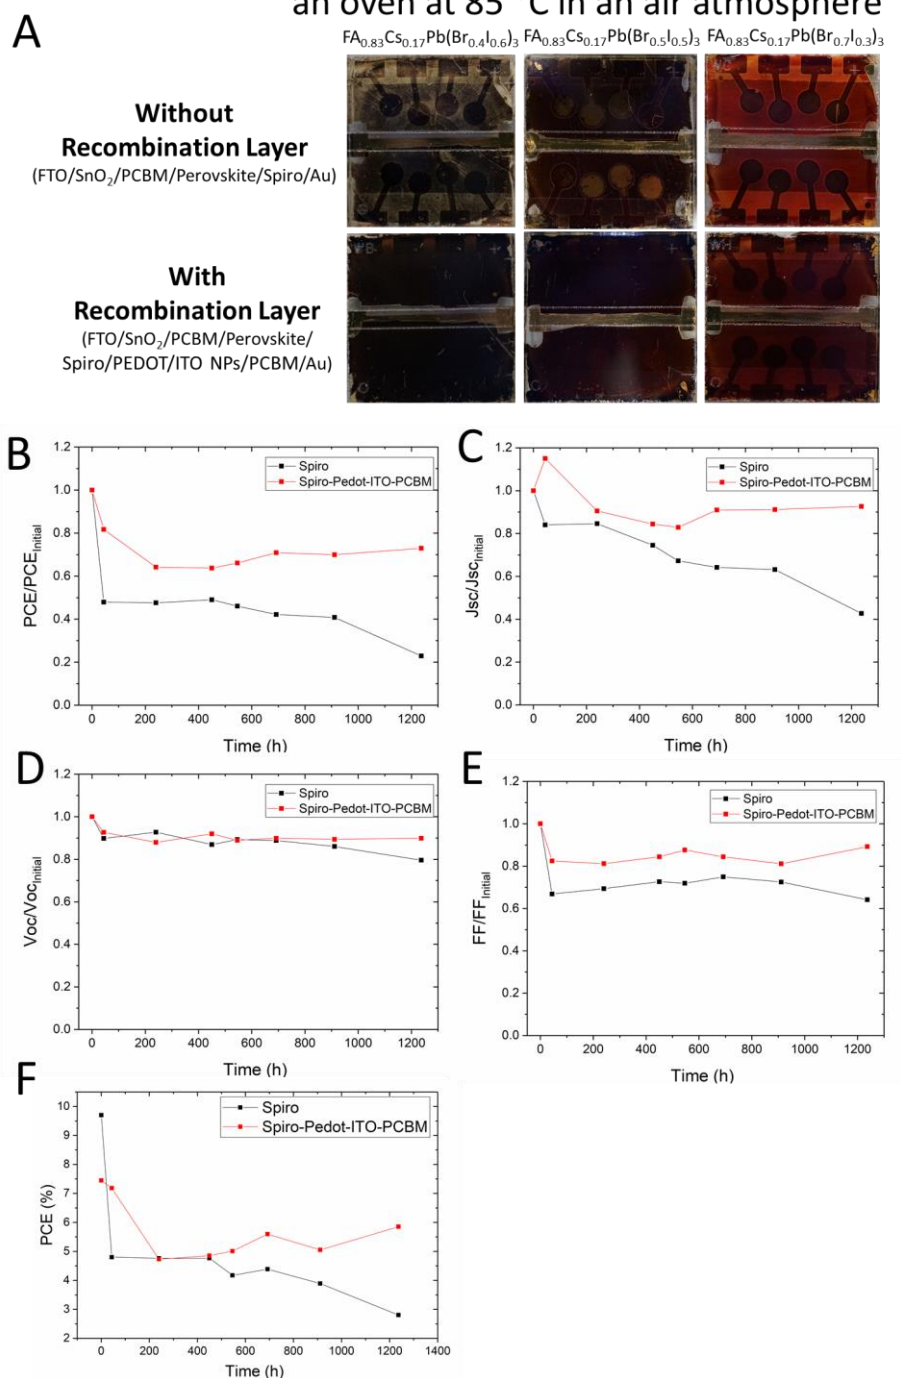 an oven at 85 °C in an air atmosphere
A
FA0.83Cs0.17Pb(Br0.4I0.6)3 FA0.83Cs0.17Pb(Br0.5I0.5)3 FA0.83Cs0.17Pb(Br0.7I0.3)3
Without
Recombination Layer
(FTO/SnO2/PCBM/Perovskite/Spiro/Au)
With
Recombination Layer
(FTO/SnO2/PCBM/Perovskite/
Spiro/PEDOT/ITO NPs/PCBM/Au)
B
PCE/PCEInitial
1.2
1.0
0.8
0.6
0.4
0.2
0.0
Spiro
Spiro-Pedot-ITO-PCBM
0 200 400 600 800 1000 1200
Time (h)
C
Jsc/JscInitial
1.2
1.0
0.8
0.6
0.4
0.2
0.0
Spiro
Spiro-Pedot-ITO-PCBM
0 200 400 600 800 1000 1200
Time (h)
D
Voc/VocInitial
1.2
1.0
0.8
0.6
0.4
0.2
0.0
Spiro
Spiro-Pedot-ITO-PCBM
0 200 400 600 800 1000 1200
Time (h)
E
FF/FFInitial
1.2
1.0
0.8
0.6
0.4
0.2
0.0
Spiro
Spiro-Pedot-ITO-PCBM
0 200 400 600 800 1000 1200
Time (h)
F
PCE (%)
10
9
8
7
6
5
4
3
2
Spiro
Spiro-Pedot-ITO-PCBM
0 200 400 600 800 1000 1200 1400
Time (h)